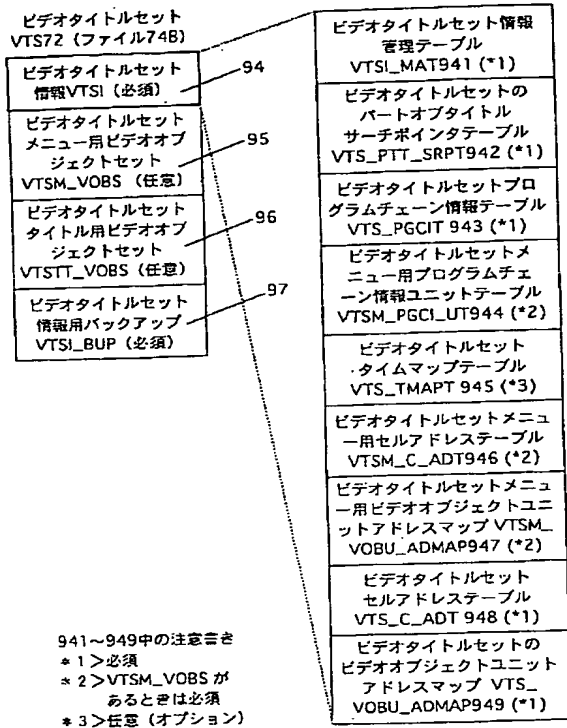 ビデオタイトルセット
VTS72（ファイル74B）
ビデオタイトルセット
情報VTSI（必須）
94
ビデオタイトルセット
メニュー用ビデオオブ
ジェクトセット
VTSM_VOBS（任意）
95
ビデオタイトルセット
タイトル用ビデオオブ
ジェクトセット
VTSTT_VOBS（任意）
96
ビデオタイトルセット
情報用バックアップ
VTSI_BUP（必須）
97
ビデオタイトルセット情報
管理テーブル
VTSI_MAT941 (*1)
ビデオタイトルセットの
パートオブタイトル
サーチポインタテーブル
VTS_PTT_SRPT942 (*1)
ビデオタイトルセットプロ
グラムチェーン情報テーブル
VTS_PGCIT 943 (*1)
ビデオタイトルセットメ
ニュー用プログラムチェ
ーン情報ユニットテーブル
VTSM_PGCI_UT944 (*2)
ビデオタイトルセット
タイムマップテーブル
VTS_TMAPT 945 (*3)
ビデオタイトルセットメニュ
ー用セルアドレステーブル
VTSM_C_ADT946 (*2)
ビデオタイトルセットメニュ
ー用ビデオオブジェクトユニ
ットアドレスマップ VTSM_
VOBU_ADMAP947 (*2)
ビデオタイトルセット
セルアドレステーブル
VTS_C_ADT 948 (*1)
ビデオタイトルセットの
ビデオオブジェクトユニット
アドレスマップ VTS_
VOBU_ADMAP949 (*1)
941～949中の注意書き
*1＞必須
*2＞VTSM_VOBS が
あるときは必須
*3＞任意（オプション）